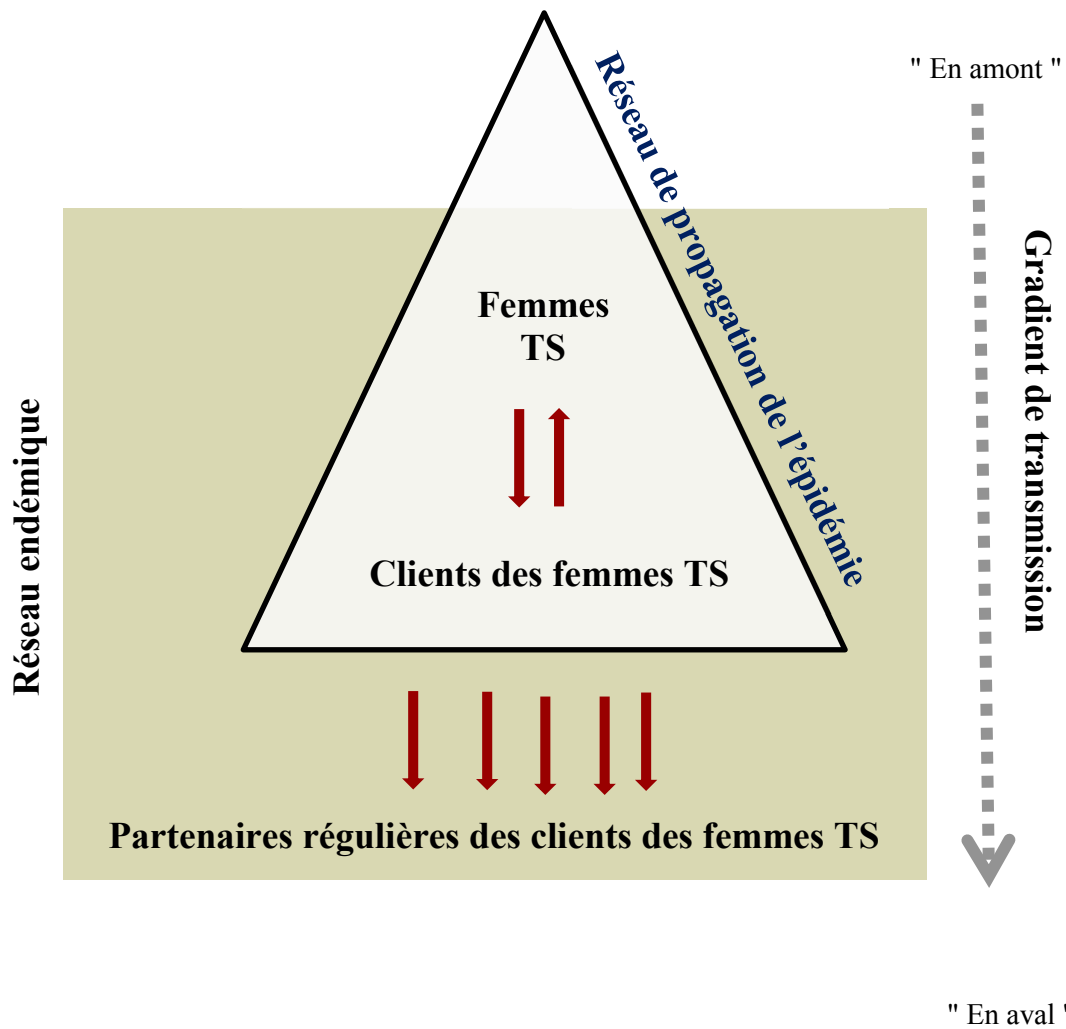 " En amont "
Réseau de propagation de l’épidémie
Gradient de transmission
Réseau endémique
Femmes
TS
Clients des femmes TS
Partenaires régulières des clients des femmes TS
" En aval "